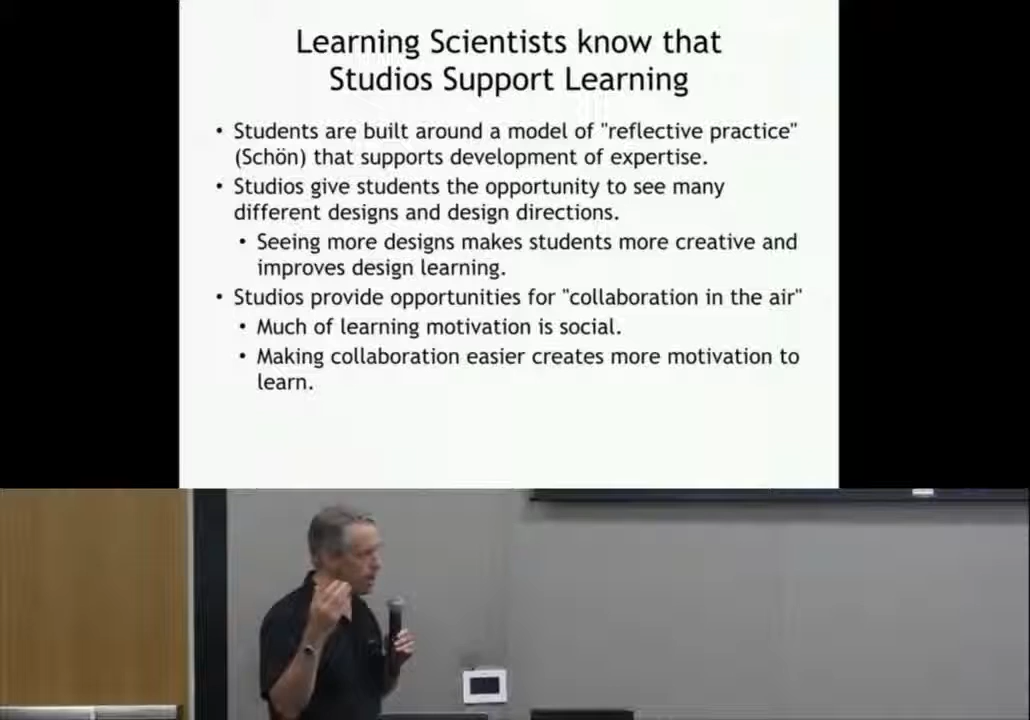 Learning Scientists know that
Studios Support Learning
• Students are built around a model of "reflective practice"
(Schön) that supports development of expertise.
• Studios give students the opportunity to see many
different designs and design directions.
• Seeing more designs makes students more creative and
improves design learning.
• Studios provide opportunities for "collaboration in the air"
• Much of learning motivation is social.
• Making collaboration easier creates more motivation to
learn.